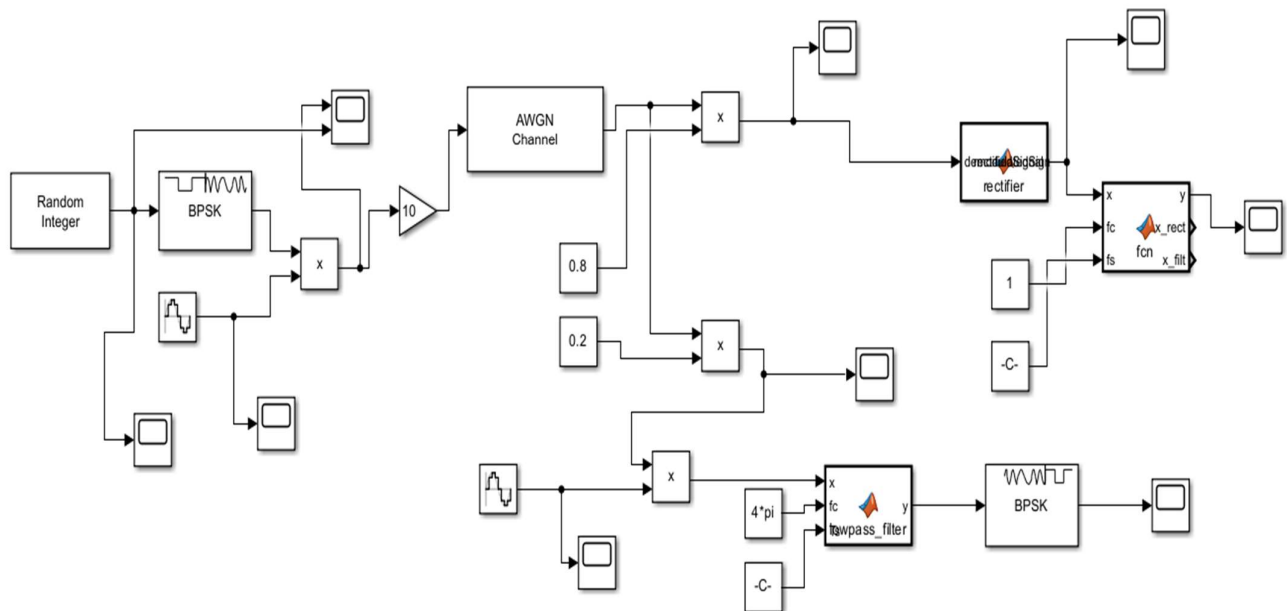 Random
Integer
BPSK
x
10
AWGN
Channel
x
0.8
0.2
x
rectifier
x
fc
fs
y
x_rect
x_filt
fcn
1
-C-
x
x
fc
y
lowpass_filter
4*pi
-C-
BPSK